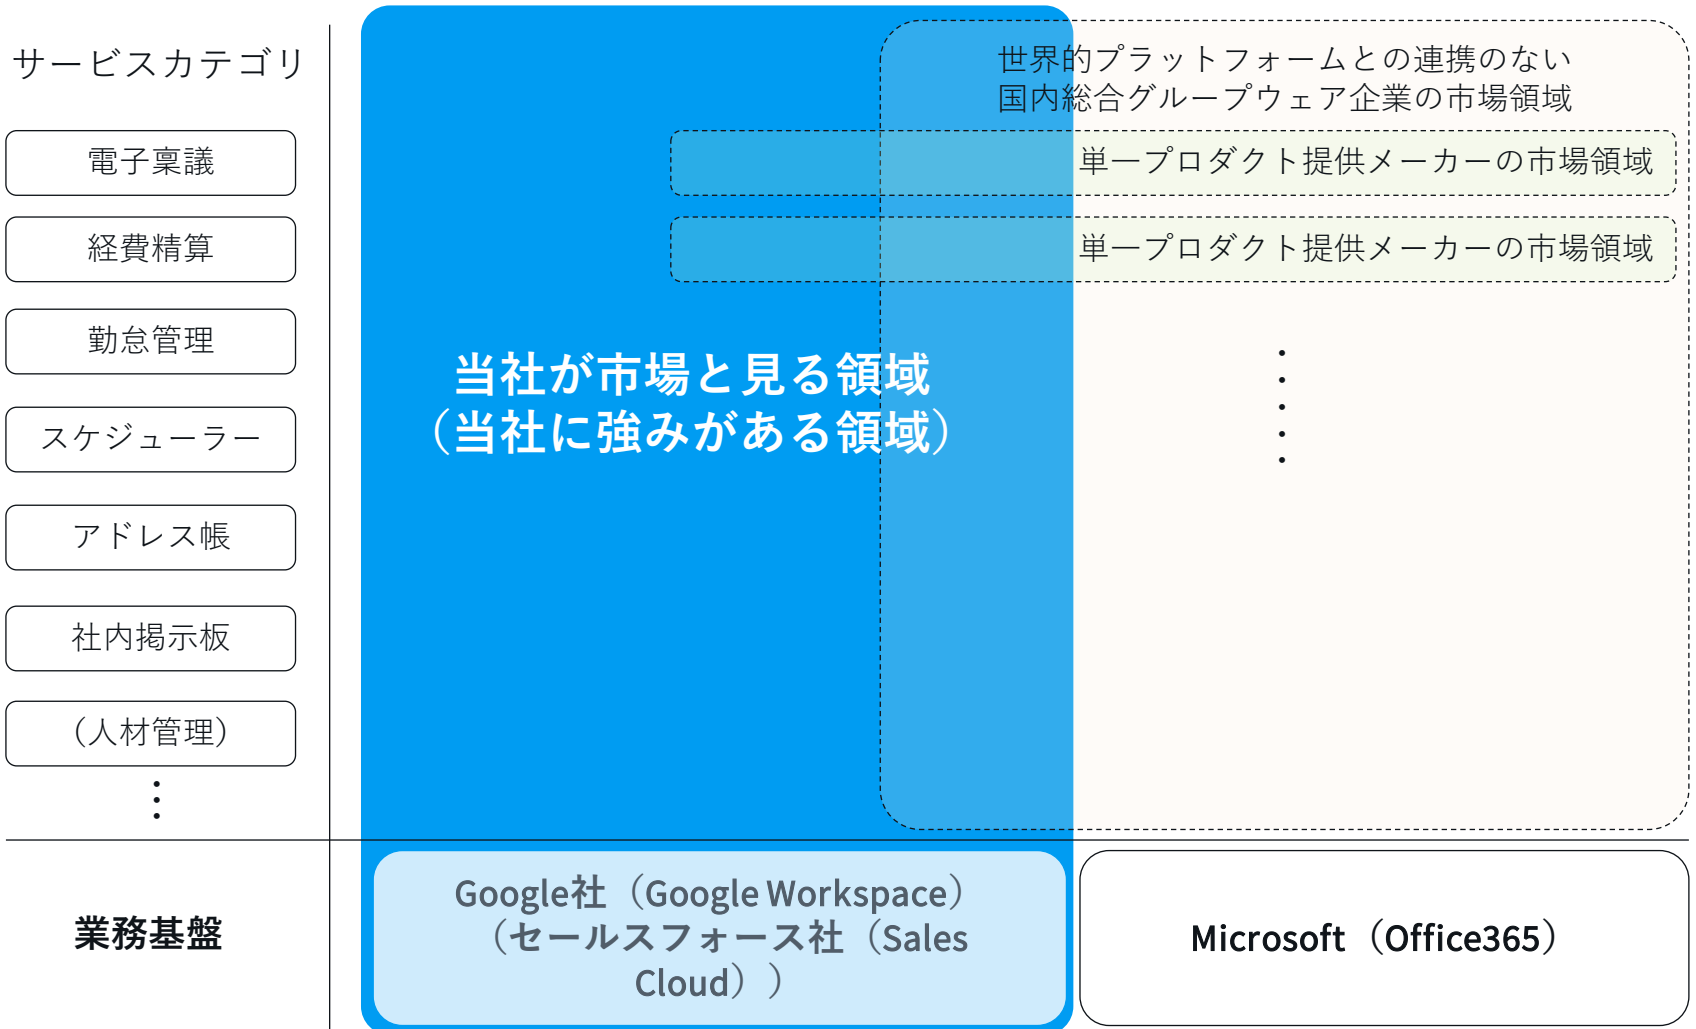 サービスカテゴリ
世界的プラットフォームとの連携のない
国内総合グループウェア企業の市場領域
電子稟議
単一プロダクト提供メーカーの市場領域
経費精算
単一プロダクト提供メーカーの市場領域
勤怠管理
当社が市場と見る領域
（当社に強みがある領域）
スケジューラー
アドレス帳
社内掲示板
（人材管理）
業務基盤
Google社（Google Workspace）
（セールスフォース社（Sales
Cloud））
Microsoft（Office365）